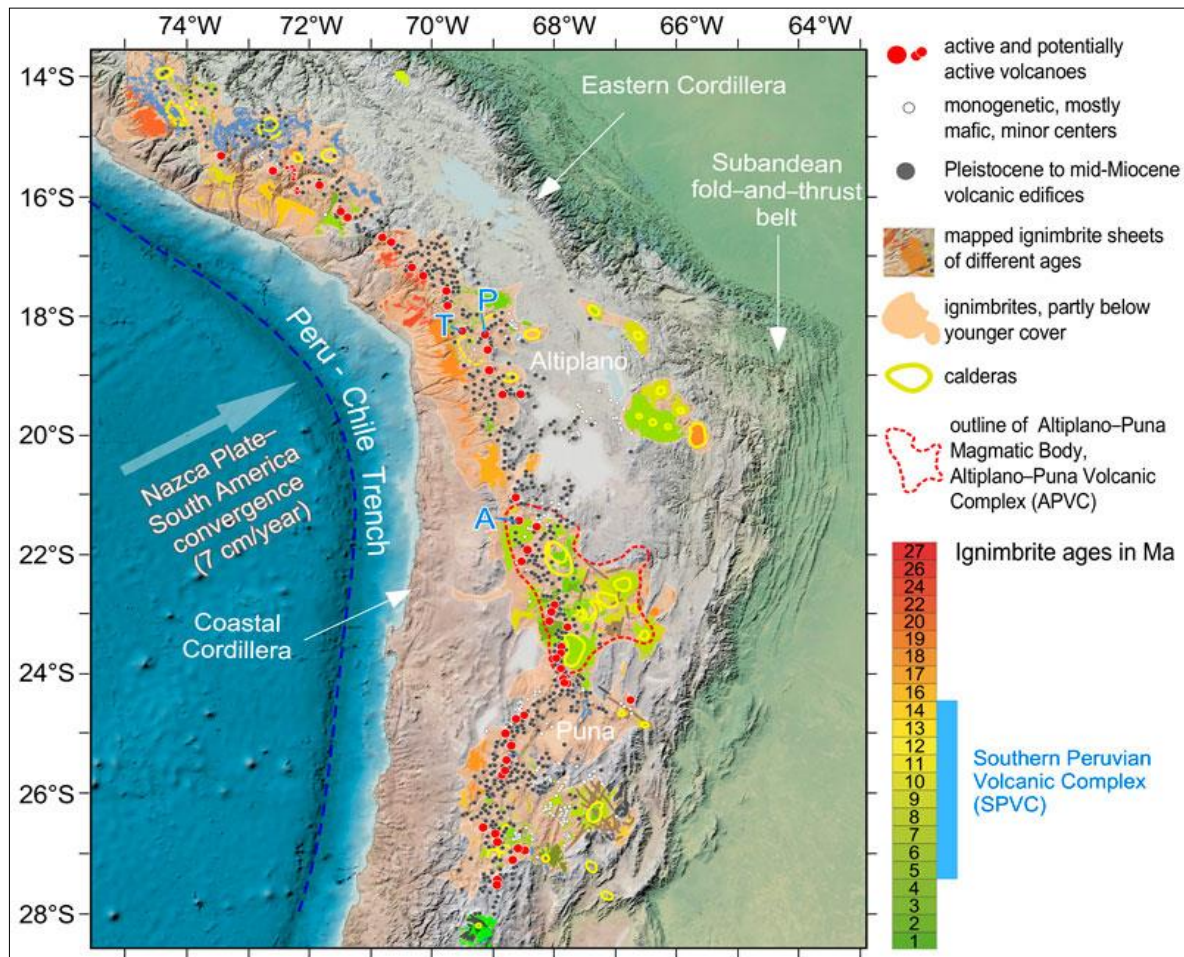 74°W 72°W 70°W 68°W 66°W 64°W
14°S
16°S
18°S
20°S
22°S
24°S
26°S
28°S
Eastern Cordillera
Subandean
fold–and–thrust
belt
P
T
Altiplano
Peru - Chile Trench
Nazca Plate–
South America
convergence
(7 cm/year)
A
Coastal
Cordillera
Puna
active and potentially
active volcanoes
monogenetic, mostly
mafic, minor centers
Pleistocene to mid-Miocene
volcanic edifices
mapped ignimbrite sheets
of different ages
ignimbrites, partly below
younger cover
calderas
outline of Altiplano–Puna
Magmatic Body,
Altiplano–Puna Volcanic
Complex (APVC)
Ignimbrite ages in Ma
27
26
24
22
20
19
18
17
16
14
13
12
11
10
9
8
7
6
5
4
3
2
1
Southern Peruvian
Volcanic Complex
(SPVC)